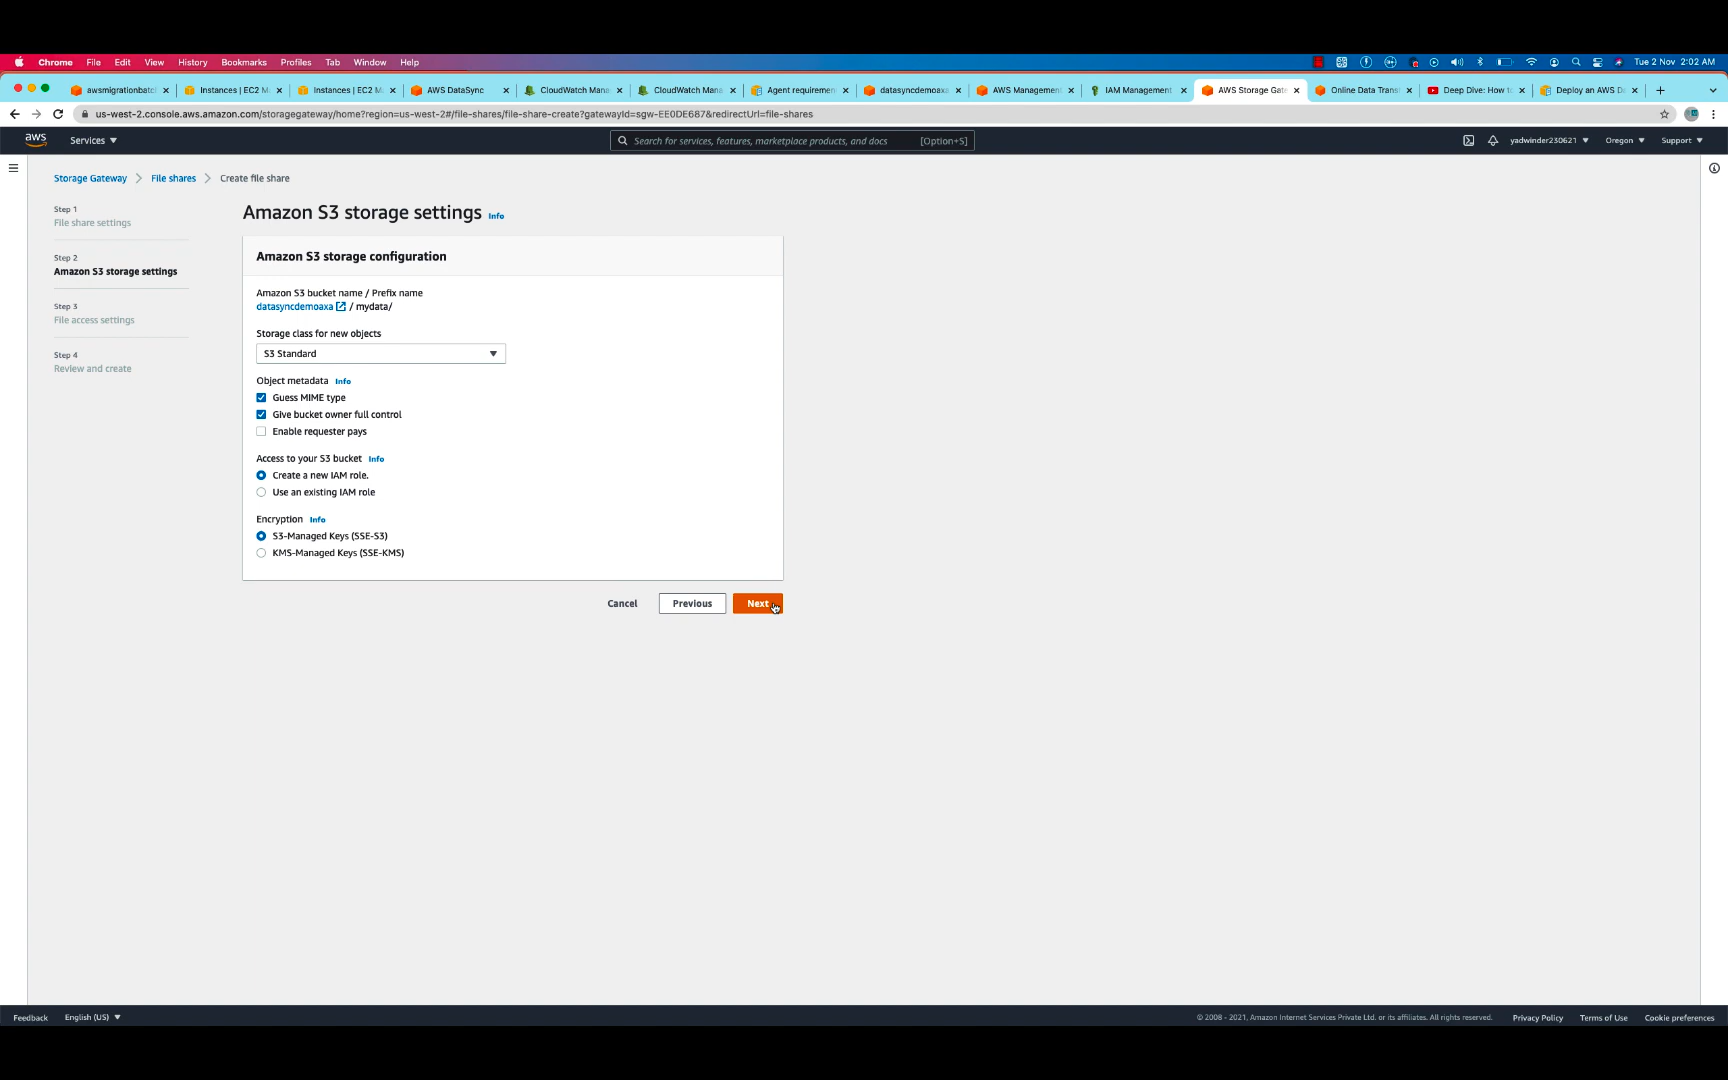 Chrome File Edit View History Bookmarks Profiles Tab Window Help Tue 2 Nov 2:02 AM
awsmigrationbatc Instances | EC2 M Instances | EC2 M AWS DataSync CloudWatch Mana CloudWatch Mana Agent requiremen datasyncdemoaxa AWS Management IAM Management AWS Storage Gate Online Data Trans Deep Dive: How t Deploy an AWS D
us-west-2.console.aws.amazon.com/storagegateway/home?region=us-west-2#/file-shares/file-share-create?gatewayId=sgw-EE0DE687&redirectUrl=file-shares
aws Services Search for services, features, marketplace products, and docs [Option+S] yadwinder230621 Oregon Support
Storage Gateway File shares Create file share
Step 1
File share settings
Step 2
Amazon S3 storage settings
Step 3
File access settings
Step 4
Review and create
Amazon S3 storage settings Info
Amazon S3 storage configuration
Amazon S3 bucket name / Prefix name
datasyncdemoaxa / mydata/
Storage class for new objects
S3 Standard
Object metadata Info
Guess MIME type
Give bucket owner full control
Enable requester pays
Access to your S3 bucket Info
Create a new IAM role.
Use an existing IAM role
Encryption Info
S3-Managed Keys (SSE-S3)
KMS-Managed Keys (SSE-KMS)
Cancel Previous Next
Feedback English (US) © 2008 - 2021, Amazon Internet Services Private Ltd. or its affiliates. All rights reserved. Privacy Policy Terms of Use Cookie preferences